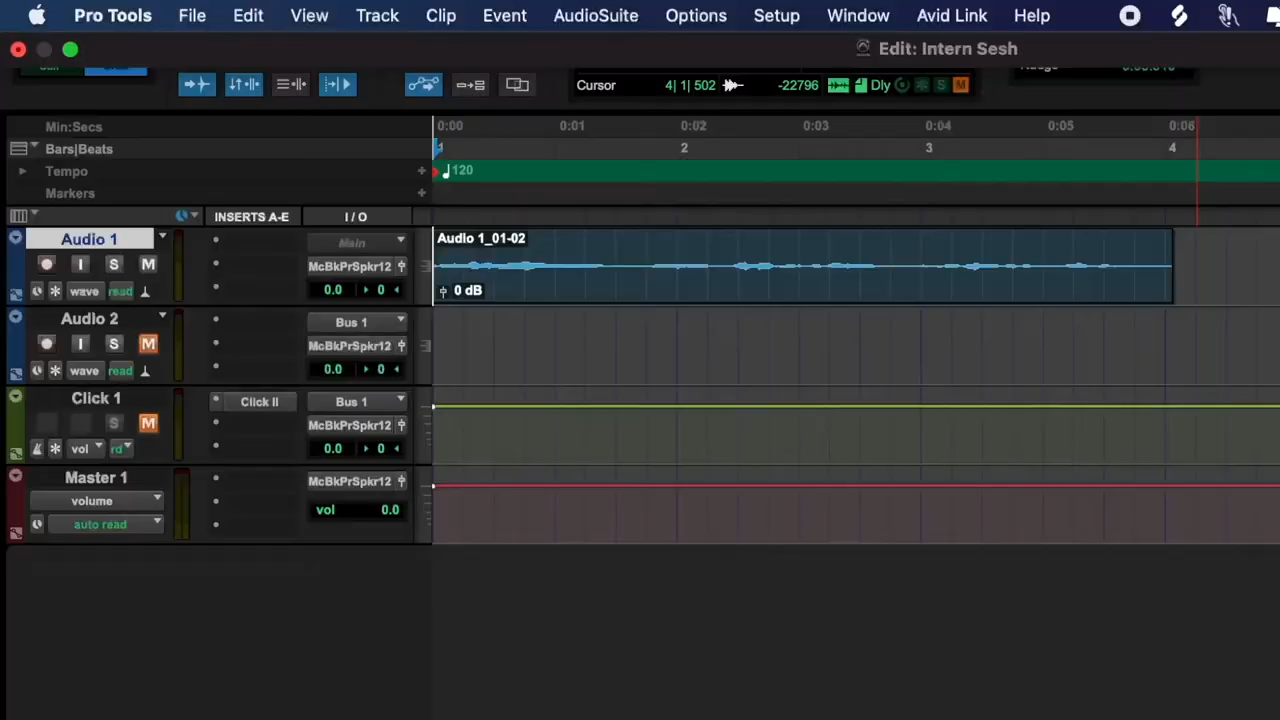 Pro Tools File Edit View Track Clip Event AudioSuite Options Setup Window Avid Link Help
Edit: Intern Sesh
Cursor 4| 1| 502 -22796 Dly S M
Min:Secs 0:00 0:01 0:02 0:03 0:04 0:05 0:06
Bars|Beats 1 2 3 4
Tempo + 120
Markers +
INSERTS A-E I / O
Audio 1 Main Audio 1_01-02
I S M McBkPrSpkr12
wave read 0.0 0 0 dB
Audio 2 Bus 1
I S M McBkPrSpkr12
wave read 0.0 0
Click 1 Click II Bus 1
S M McBkPrSpkr12
vol rd 0.0 0
Master 1 McBkPrSpkr12
volume
vol 0.0
auto read